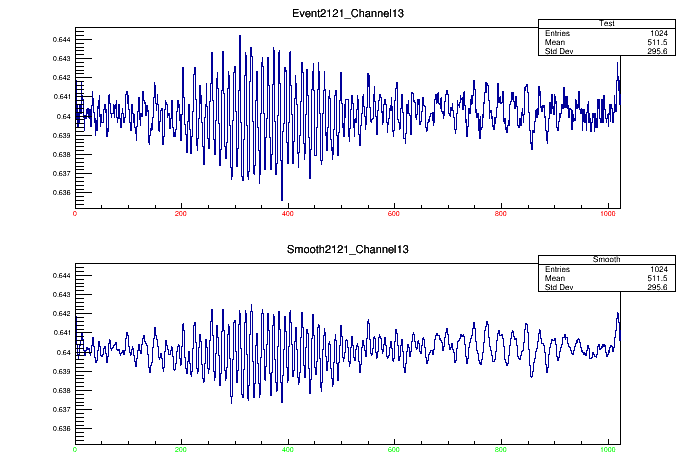 Event2121_Channel13
Test
Entries 1024
Mean 511.5
Std Dev 295.6
0.644
0.643
0.642
0.641
0.64
0.639
0.638
0.637
0.636
0 200 400 600 800 1000
Smooth2121_Channel13
Smooth
Entries 1024
Mean 511.5
Std Dev 295.6
0.644
0.643
0.642
0.641
0.64
0.639
0.638
0.637
0.636
0 200 400 600 800 1000